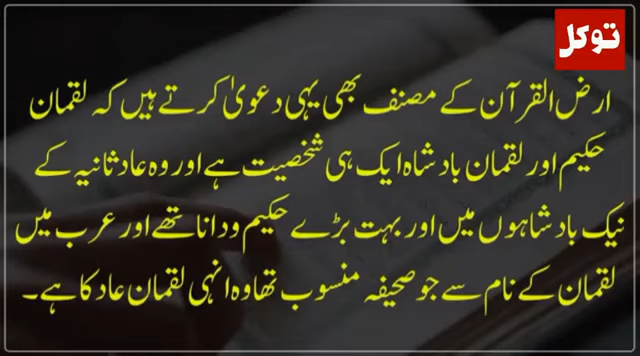 توکل
ارض القرآن کے مصنف بھی یہی دعویٰ کرتے ہیں کہ لقمان
حکیم اور لقمان بادشاہ ایک ہی شخصیت ہے اور وہ عاد ثانیہ کے
نیک بادشاہوں میں اور بہت بڑے حکیم و دانا تھے اور عرب میں
لقمان کے نام سے جو صحیفہ منسوب تھا وہ انہی لقمان عاد کا ہے۔